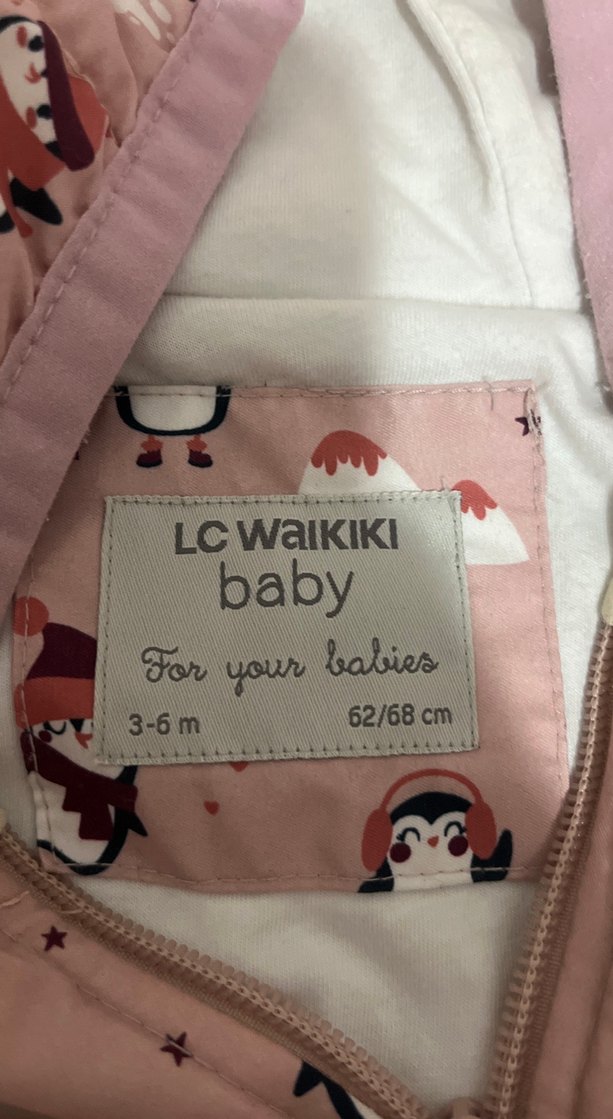 LC WAIKIKI
baby
For your babies
3-6 m 62/68 cm